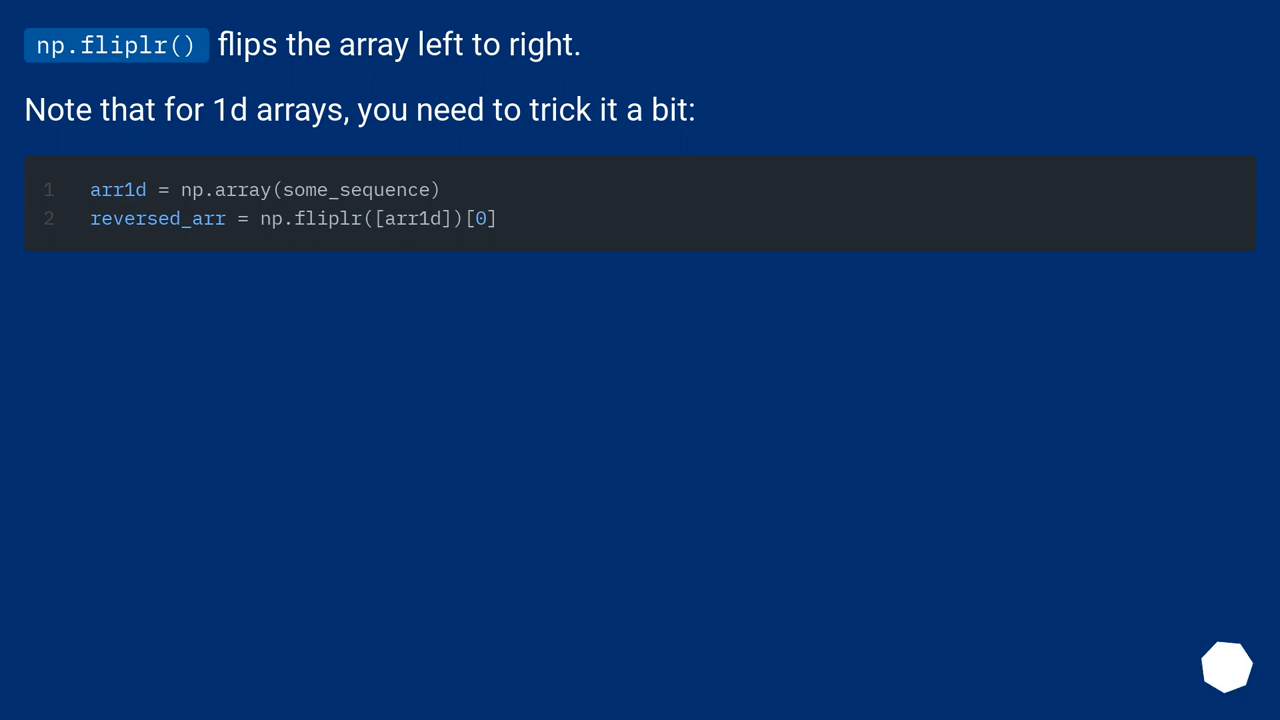 np.fliplr() flips the array left to right.
Note that for 1d arrays, you need to trick it a bit:
1 arr1d = np.array(some_sequence)
2 reversed_arr = np.fliplr([arr1d])[0]